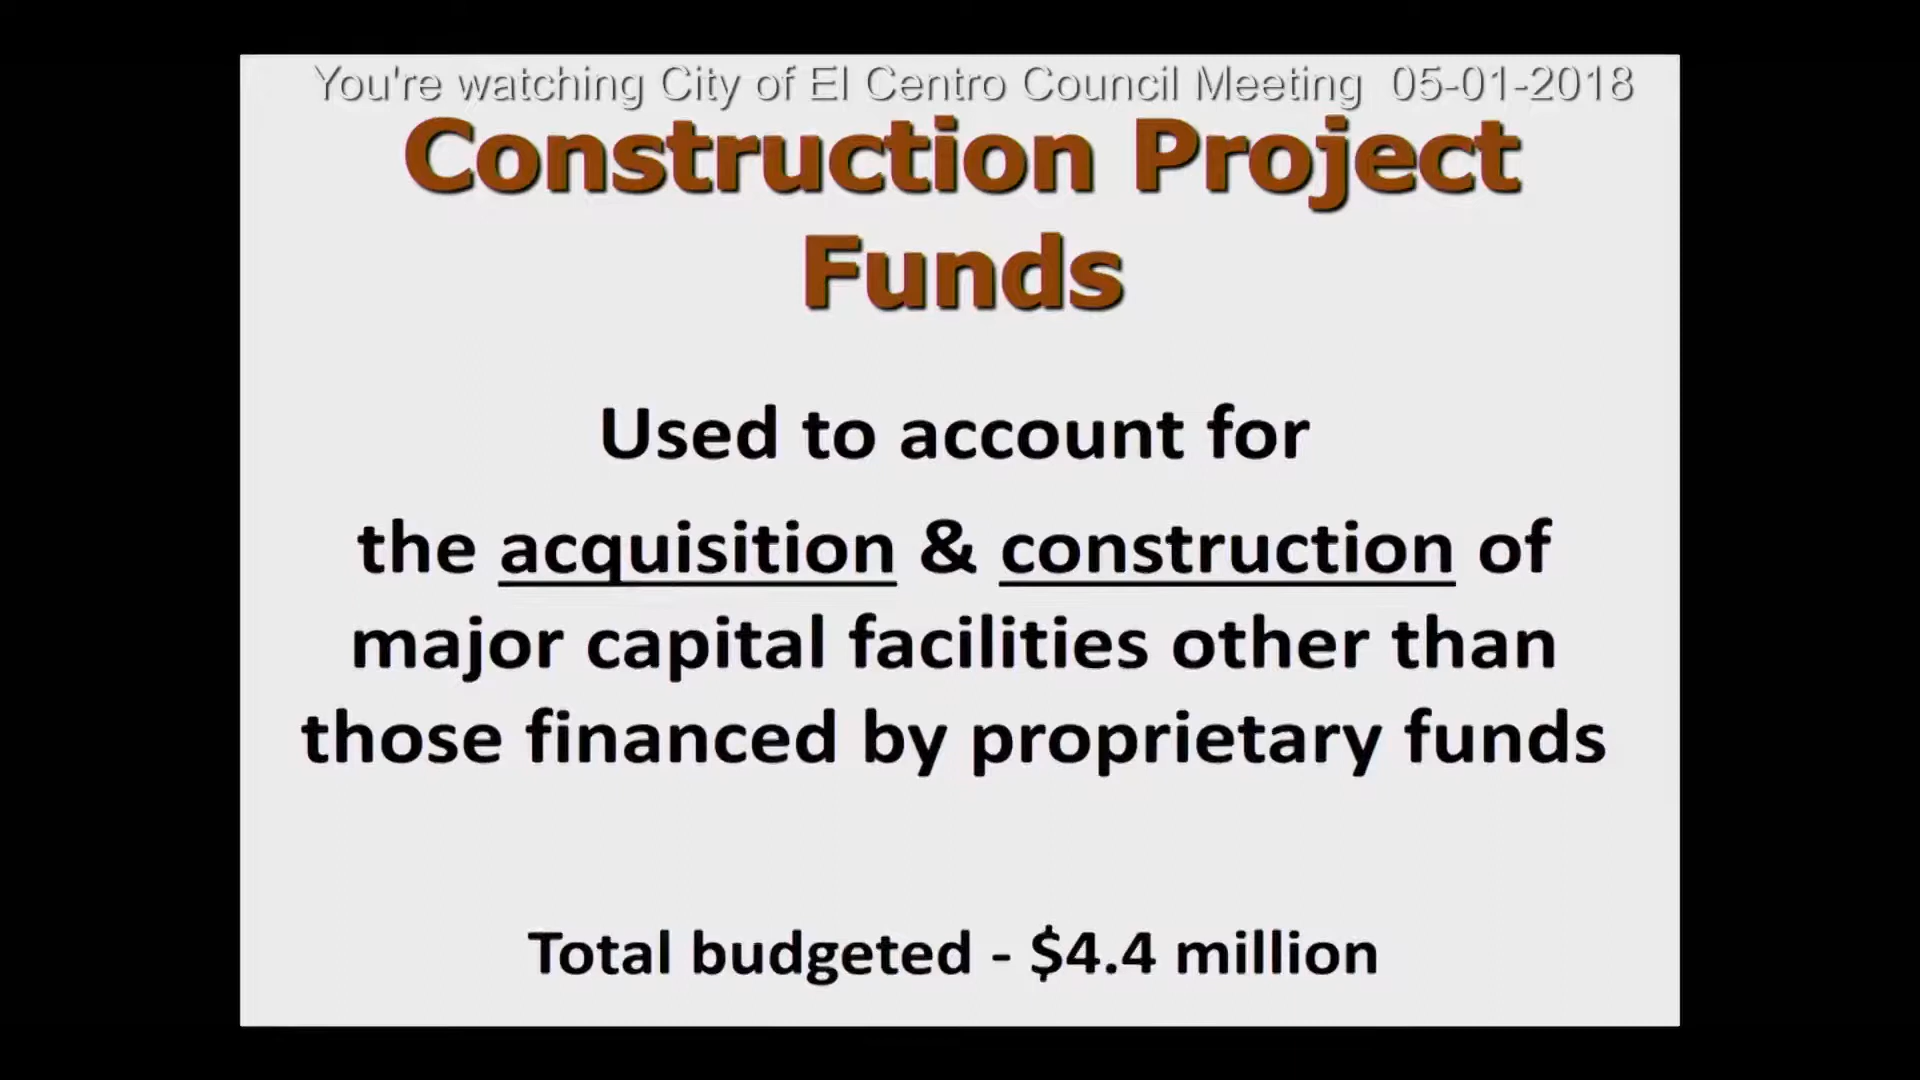 You're watching City of El Centro Council Meeting 05-01-2018
Construction Project
Funds
Used to account for
the acquisition & construction of
major capital facilities other than
those financed by proprietary funds
Total budgeted - $4.4 million